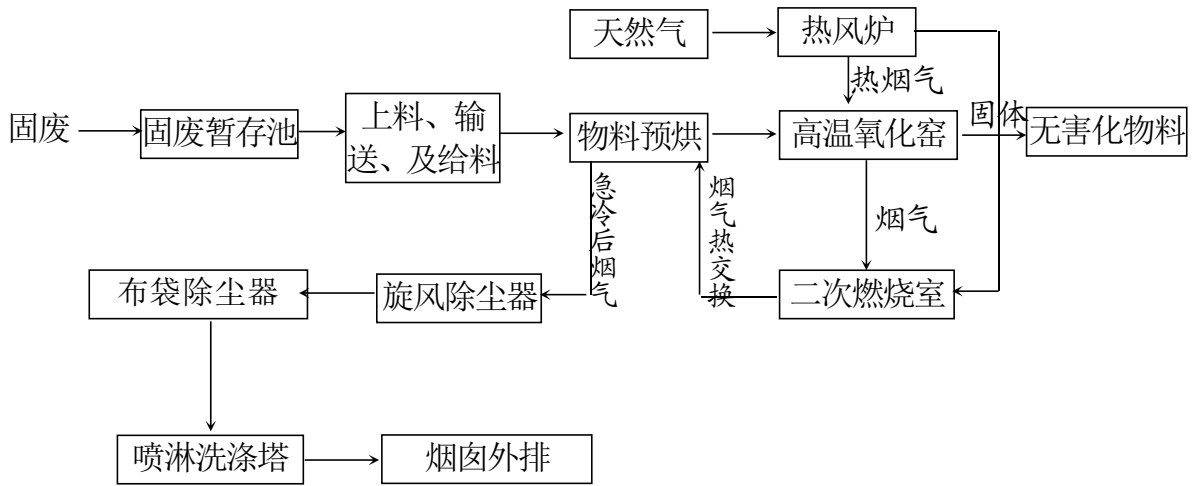 天然气
热风炉
热烟气
固废
固废暂存池
上料、输
送、及给料
物料预烘
高温氧化窑
固体
无害化物料
急冷后烟气
烟气热交换
烟气
布袋除尘器
旋风除尘器
二次燃烧室
喷淋洗涤塔
烟囱外排